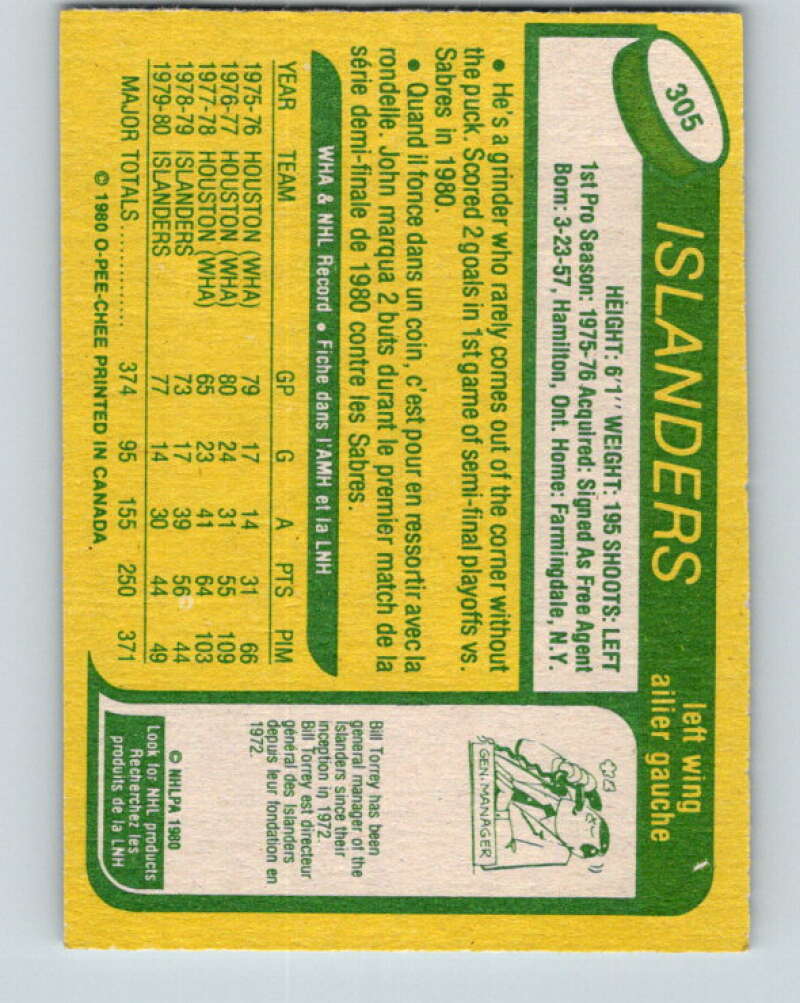 305
ISLANDERS
left wing
ailier gauche
HEIGHT: 6'1" WEIGHT: 195 SHOOTS: LEFT
1st Pro Season: 1975-76 Acquired: Signed As Free Agent
Born: 3-23-57, Hamilton, Ont. Home: Farmingdale, N.Y.
• He's a grinder who rarely comes out of the corner without
the puck. Scored 2 goals in 1st game of semi-final playoffs vs.
Sabres in 1980.
• Quand il fonce dans un coin, c'est pour en ressortir avec la
rondelle. John marqua 2 buts durant le premier match de la
série demi-finale de 1980 contre les Sabres.
WHA & NHL Record • Fiche dans l'AMH et la LNH
YEAR TEAM GP G A PTS PIM
1975-76 HOUSTON (WHA) 79 17 14 31 66
1976-77 HOUSTON (WHA) 80 24 31 55 109
1977-78 HOUSTON (WHA) 65 23 41 64 103
1978-79 ISLANDERS 73 17 39 56 44
1979-80 ISLANDERS 77 14 30 44 49
MAJOR TOTALS ............ 374 95 155 250 371
© 1980 O-PEE-CHEE PRINTED IN CANADA
GEN. MANAGER
Bill Torrey has been
general manager of the
Islanders since their
inception in 1972.
Bill Torrey est directeur
général des Islanders
depuis leur fondation en
1972.
© NHLPA 1980
Look for NHL products
Recherchez les
produits de la LNH